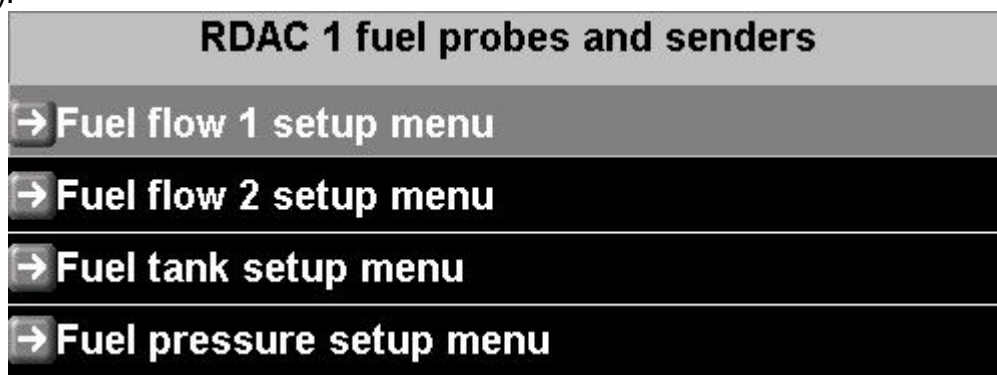 ).
RDAC 1 fuel probes and senders
Fuel flow 1 setup menu
Fuel flow 2 setup menu
Fuel tank setup menu
Fuel pressure setup menu